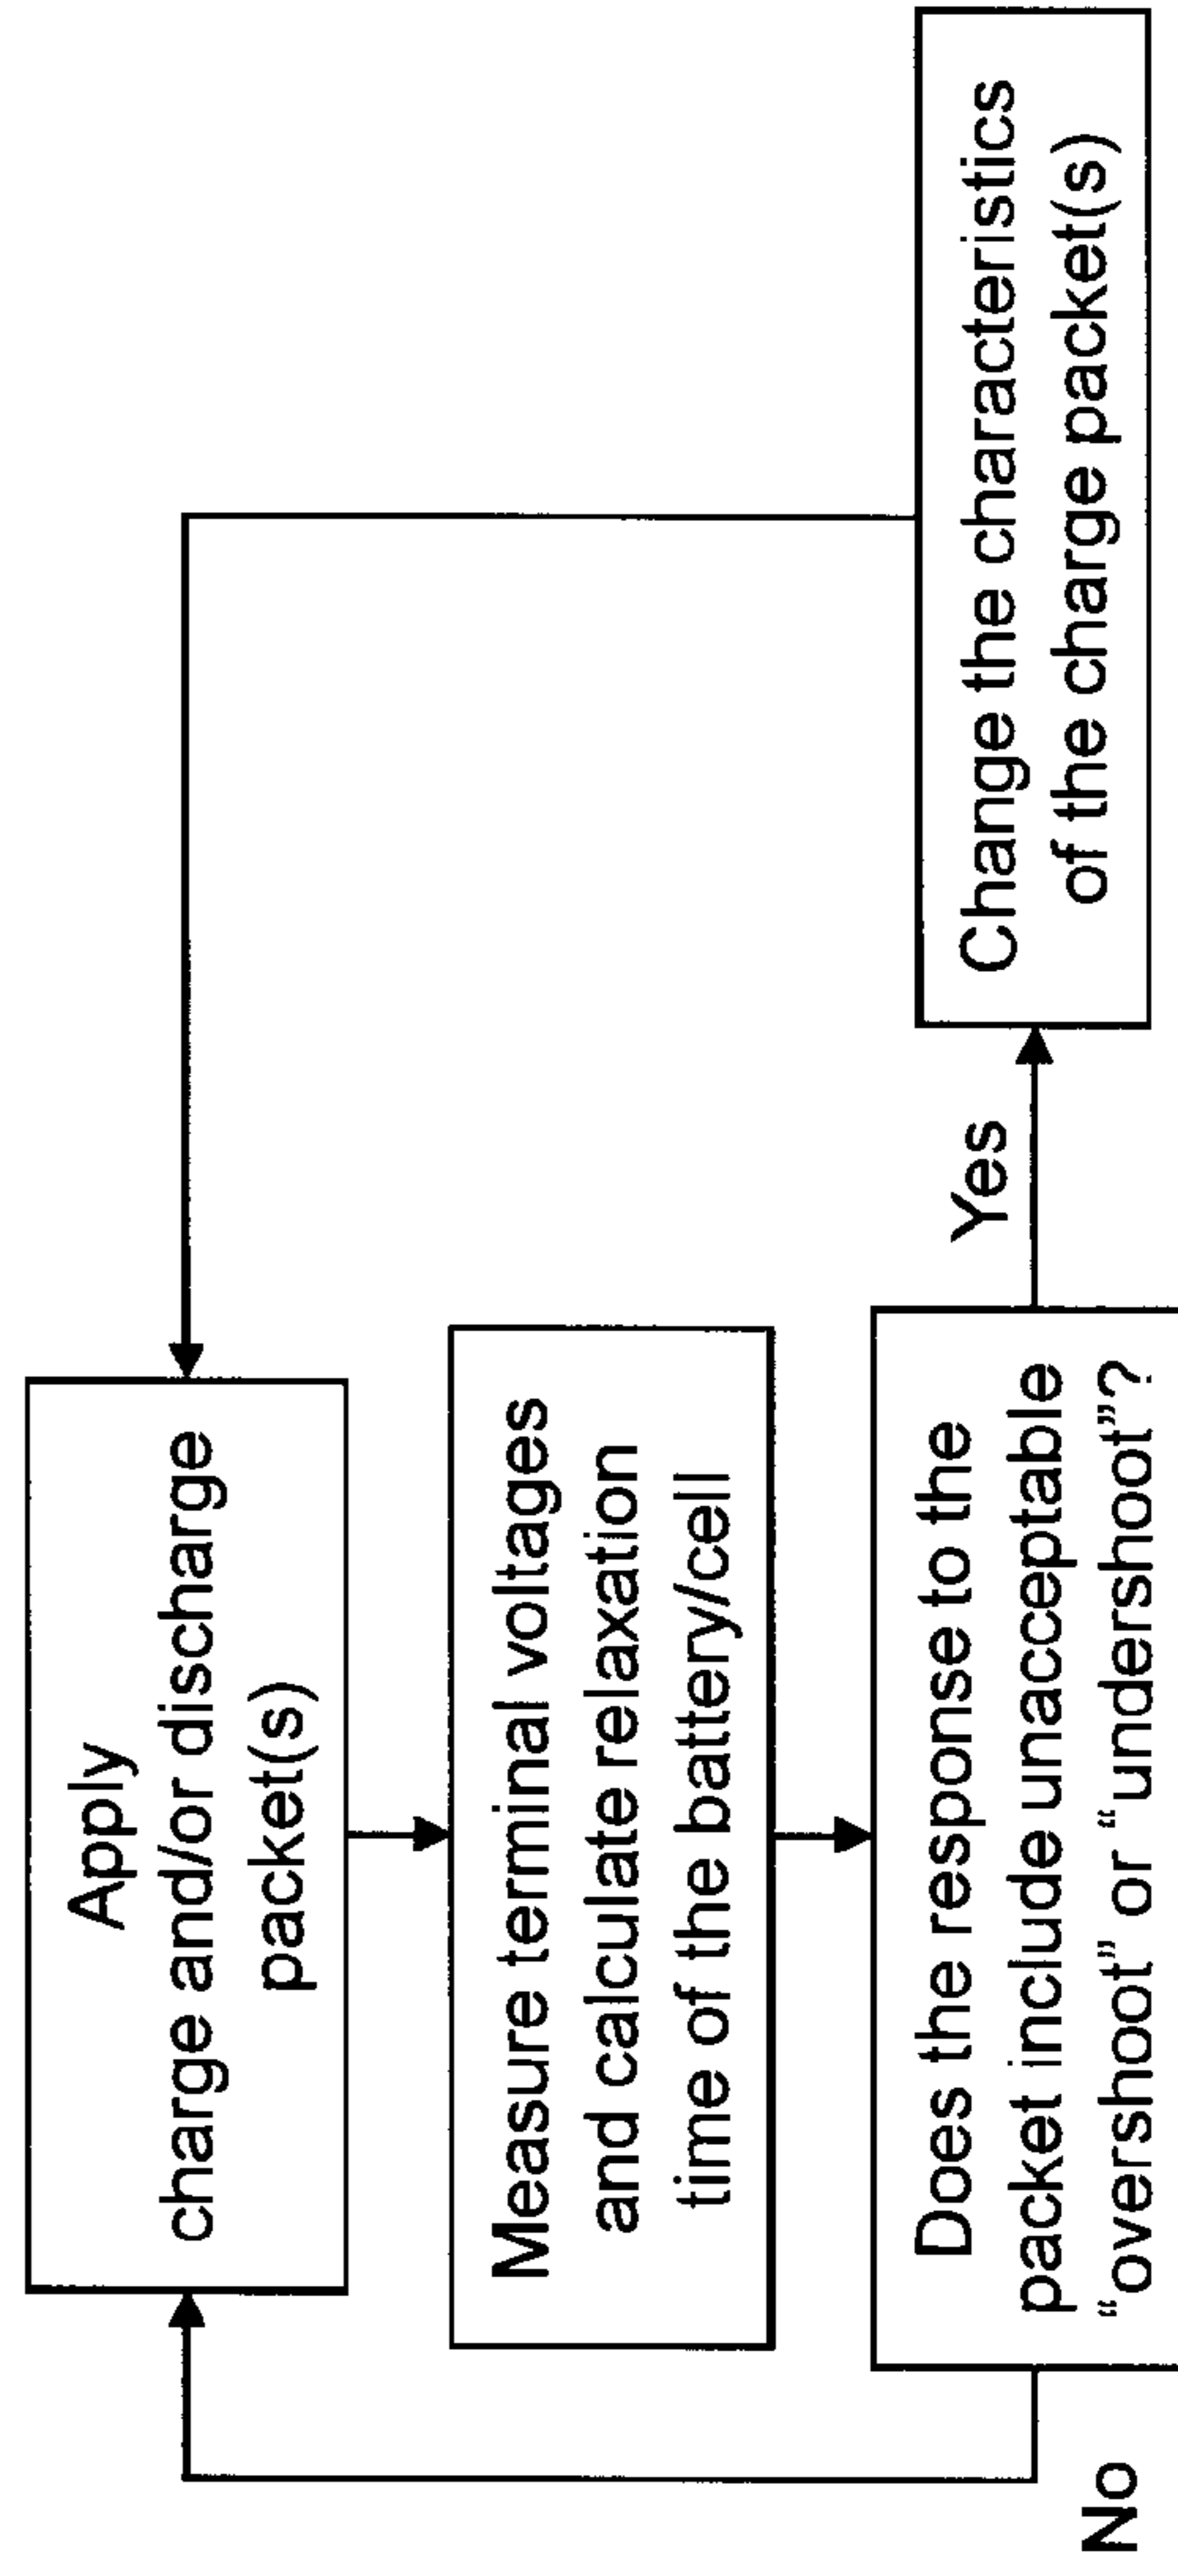 Apply
charge and/or discharge
packet(s)
Measure terminal voltages
and calculate relaxation
time of the battery/cell
Does the response to the
packet include unacceptable
“overshoot” or “undershoot”?
Yes
Change the characteristics
of the charge packet(s)
No